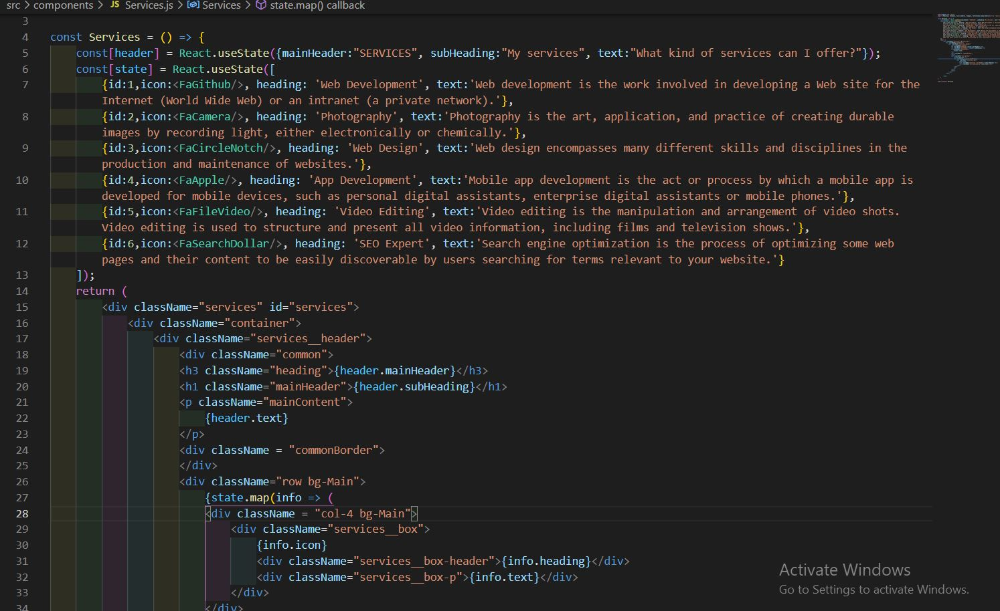 src > components > JS Services.js > Services > state.map() callback
3
4 const Services = () => {
5 const[header] = React.useState({mainHeader:"SERVICES", subHeading:"My services", text:"What kind of services can I offer?"});
6 const[state] = React.useState([
7 {id:1,icon:<FaGithub/>, heading: 'Web Development', text:'Web development is the work involved in developing a Web site for the
Internet (World Wide Web) or an intranet (a private network).'},
8 {id:2,icon:<FaCamera/>, heading: 'Photography', text:'Photography is the art, application, and practice of creating durable
images by recording light, either electronically or chemically.'},
9 {id:3,icon:<FaCircleNotch/>, heading: 'Web Design', text:'Web design encompasses many different skills and disciplines in the
production and maintenance of websites.'},
10 {id:4,icon:<FaApple/>, heading: 'App Development', text:'Mobile app development is the act or process by which a mobile app is
developed for mobile devices, such as personal digital assistants, enterprise digital assistants or mobile phones.'},
11 {id:5,icon:<FaFileVideo/>, heading: 'Video Editing', text:'Video editing is the manipulation and arrangement of video shots.
Video editing is used to structure and present all video information, including films and television shows.'},
12 {id:6,icon:<FaSearchDollar/>, heading: 'SEO Expert', text:'Search engine optimization is the process of optimizing some web
pages and their content to be easily discoverable by users searching for terms relevant to your website.'}
13 ]);
14 return (
15 <div className="services" id="services">
16 <div className="container">
17 <div className="services__header">
18 <div className="common">
19 <h3 className="heading">{header.mainHeader}</h3>
20 <h1 className="mainHeader">{header.subHeading}</h1>
21 <p className="mainContent">
22 {header.text}
23 </p>
24 <div className = "commonBorder">
25 </div>
26 <div className="row bg-Main">
27 {state.map(info => (
28 <div className = "col-4 bg-Main">
29 <div className="services__box">
30 {info.icon}
31 <div className="services__box-header">{info.heading}</div>
32 <div className="services__box-p">{info.text}</div>
33 </div>
34 </div>
Activate Windows
Go to Settings to activate Windows.